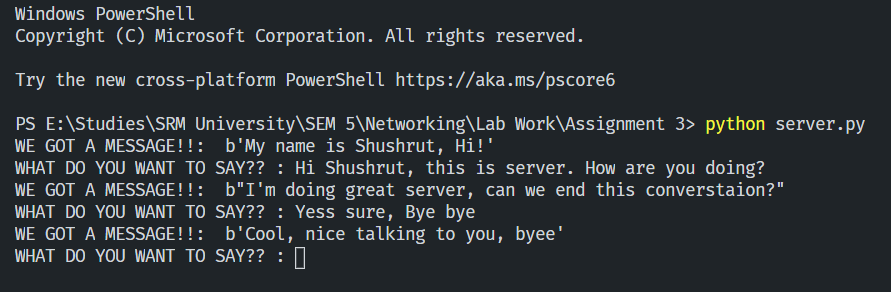 Windows PowerShell
Copyright (C) Microsoft Corporation. All rights reserved.
Try the new cross-platform PowerShell https://aka.ms/pscore6
PS E:\Studies\SRM University\SEM 5\Networking\Lab Work\Assignment 3> python server.py
WE GOT A MESSAGE!!:  b'My name is Shushrut, Hi!'
WHAT DO YOU WANT TO SAY?? : Hi Shushrut, this is server. How are you doing?
WE GOT A MESSAGE!!:  b"I'm doing great server, can we end this converstaion?"
WHAT DO YOU WANT TO SAY?? : Yess sure, Bye bye
WE GOT A MESSAGE!!:  b'Cool, nice talking to you, byee'
WHAT DO YOU WANT TO SAY?? :